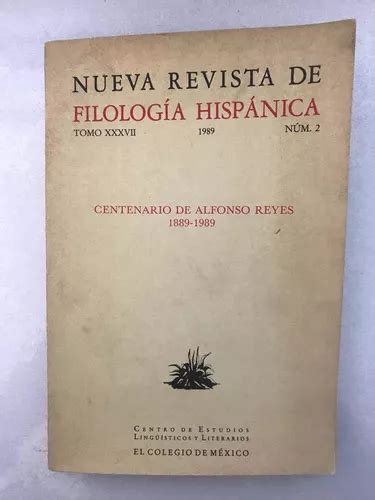 NUEVA REVISTA DE
FILOLOGÍA HISPÁNICA
TOMO XXXVII 1989 NÚM. 2
CENTENARIO DE ALFONSO REYES
1889-1989
CENTRO DE ESTUDIOS
LINGÜÍSTICOS Y LITERARIOS
EL COLEGIO DE MÉXICO